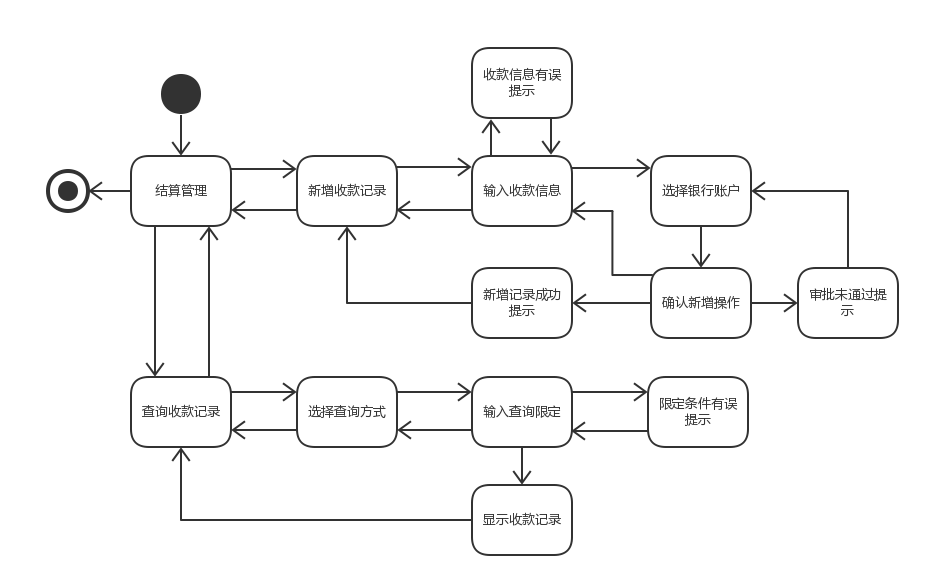 收款信息有误
提示
结算管理
新增收款记录
输入收款信息
选择银行账户
新增记录成功
提示
确认新增操作
审批未通过提
示
查询收款记录
选择查询方式
输入查询限定
限定条件有误
提示
显示收款记录